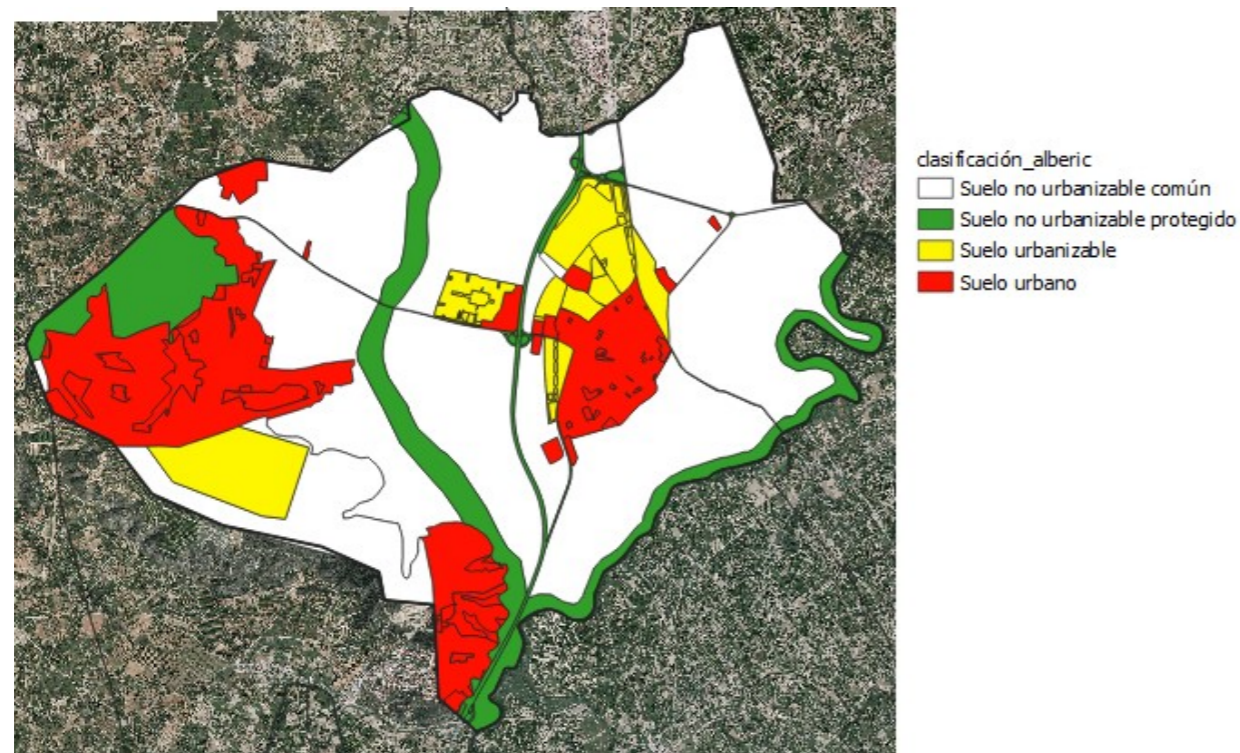 clasificación_alberic
Suelo no urbanizable común
Suelo no urbanizable protegido
Suelo urbanizable
Suelo urbano